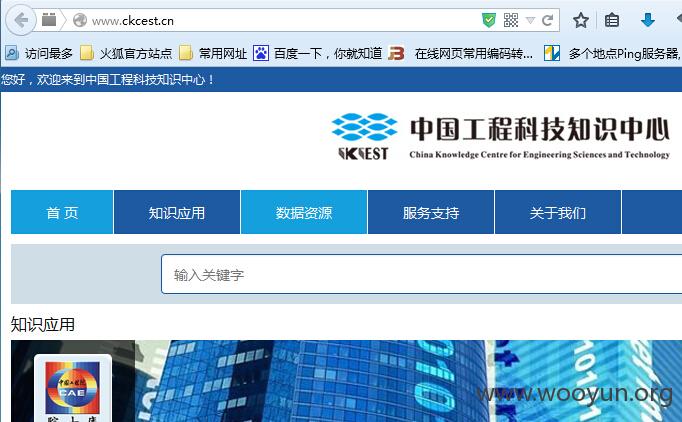 www.ckcest.cn
访问最多 火狐官方站点 常用网址 百度一下，你就知道 在线网页常用编码转... 多个地点Ping服务器,
您好，欢迎来到中国工程科技知识中心！
CKCEST
中国工程科技知识中心
China Knowledge Centre for Engineering Sciences and Technology
首 页 知识应用 数据资源 服务支持 关于我们
输入关键字
知识应用
中国工程院
CAE
www.wooyun.org